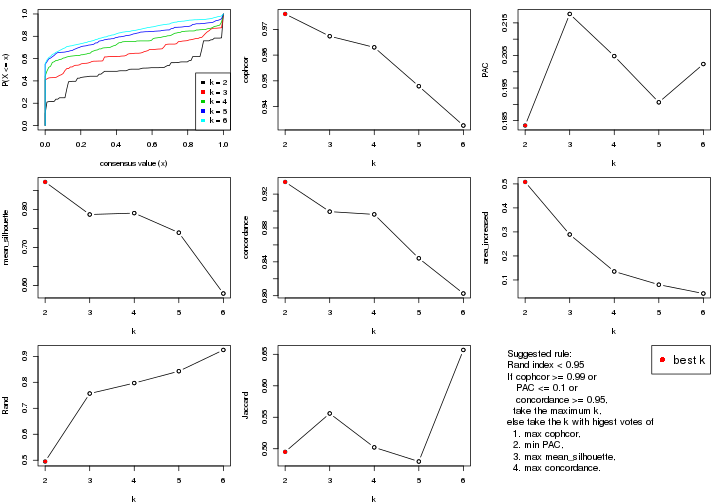 1.0
0.8
0.6
0.4
0.2
0.0
P(X <= x)
k = 2
k = 3
k = 4
k = 5
k = 6
0.0 0.2 0.4 0.6 0.8 1.0
consensus value (x)
0.97
0.96
0.95
0.94
cophcor
2 3 4 5 6
k
0.215
0.205
0.195
0.185
PAC
2 3 4 5 6
k
0.80
0.70
0.60
mean_silhouette
2 3 4 5 6
k
0.92
0.88
0.84
0.80
concordance
2 3 4 5 6
k
0.5
0.4
0.3
0.2
0.1
area_increased
2 3 4 5 6
k
0.9
0.8
0.7
0.6
0.5
Rand
2 3 4 5 6
k
0.65
0.60
0.55
0.50
Jaccard
2 3 4 5 6
k
best k
Suggested rule:
Rand index < 0.95
If cophcor >= 0.99 or
PAC <= 0.1 or
concordance >= 0.95,
take the maximum k,
else take the k with higest votes of
1. max cophcor,
2. min PAC,
3. max mean_silhouette,
4. max concordance.